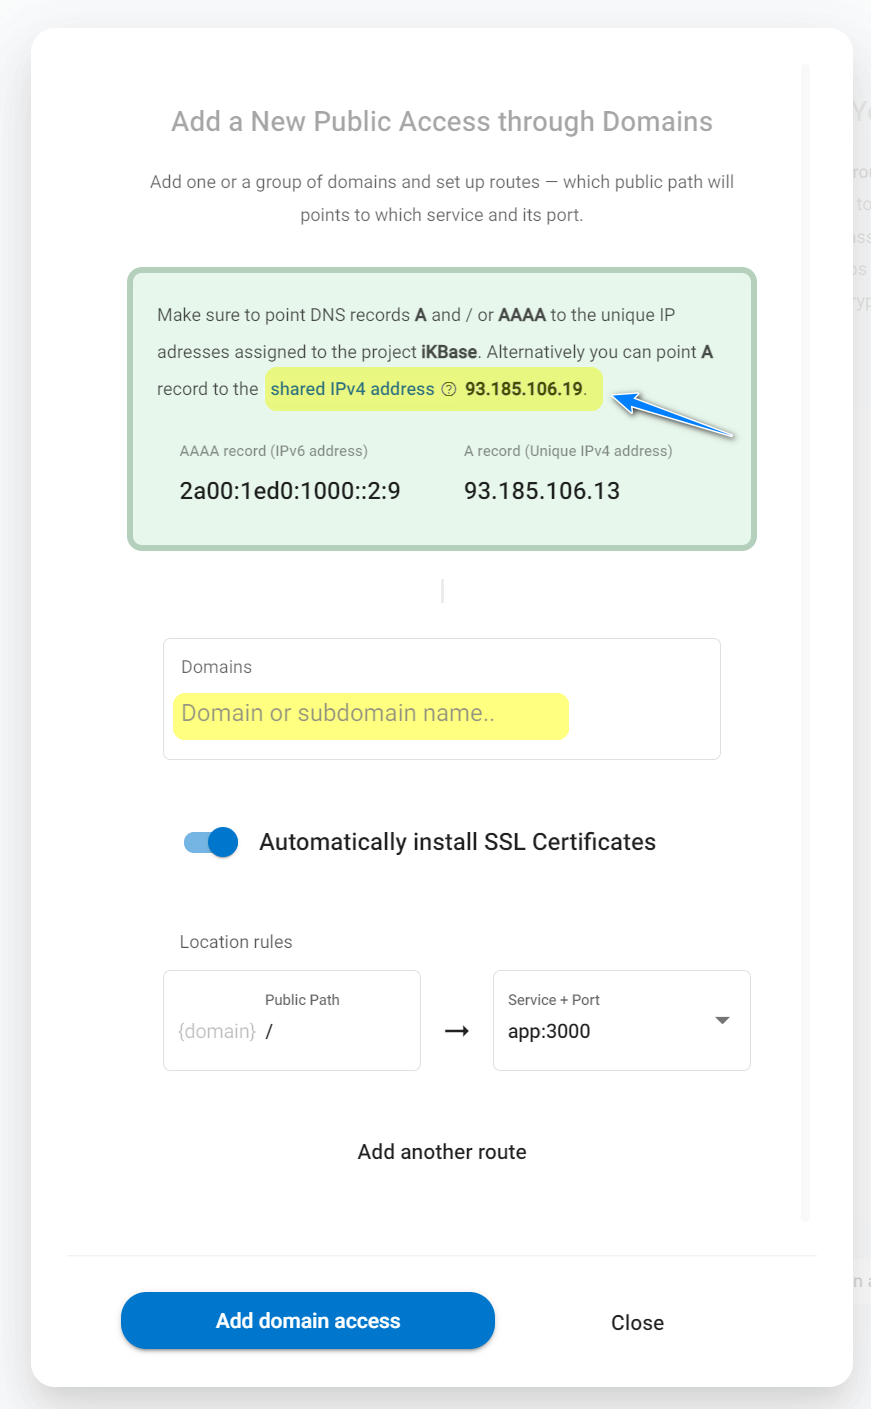 Add a New Public Access through Domains
Add one or a group of domains and set up routes — which public path will
points to which service and its port.
Make sure to point DNS records A and / or AAAA to the unique IP
adresses assigned to the project iKBase. Alternatively you can point A
record to the shared IPv4 address ? 93.185.106.19.
AAAA record (IPv6 address)
A record (Unique IPv4 address)
2a00:1ed0:1000::2:9
93.185.106.13
Domains
Domain or subdomain name..
Automatically install SSL Certificates
Location rules
Public Path
{domain} /
Service + Port
app:3000
Add another route
Add domain access
Close